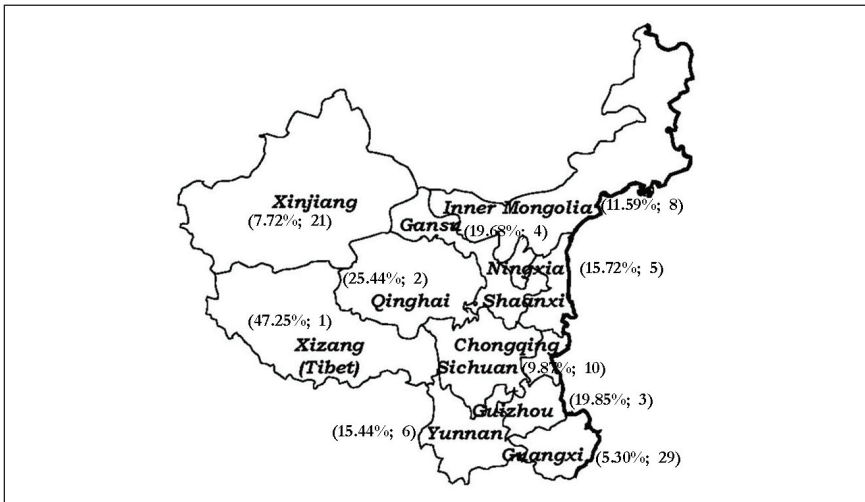 Xinjiang
(7.72%; 21)
Inner Mongolia
(11.59%; 8)
Gansu
(19.68%; 4)
Ningxia
(15.72%; 5)
(25.44%; 2)
Qinghai
Shaanxi
(47.25%; 1)
Xizang
(Tibet)
Chongqing
Sichuan
(9.87%; 10)
Guizhou
(19.85%; 3)
(15.44%; 6)
Yunnan
Guangxi
(5.30%; 29)